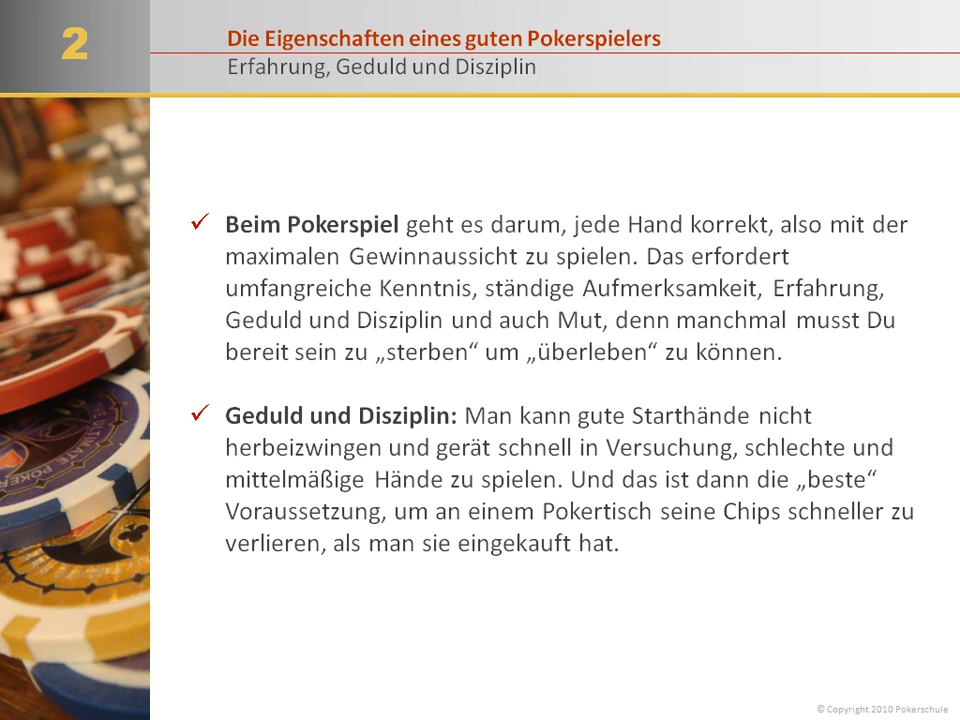 2
Die Eigenschaften eines guten Pokerspielers
Erfahrung, Geduld und Disziplin
Beim Pokerspiel geht es darum, jede Hand korrekt, also mit der
maximalen Gewinnaussicht zu spielen. Das erfordert
umfangreiche Kenntnis, ständige Aufmerksamkeit, Erfahrung,
Geduld und Disziplin und auch Mut, denn manchmal musst Du
bereit sein zu „sterben“ um „überleben“ zu können.
Geduld und Disziplin: Man kann gute Starthände nicht
herbeizwingen und gerät schnell in Versuchung, schlechte und
mittelmäßige Hände zu spielen. Und das ist dann die „beste“
Voraussetzung, um an einem Pokertisch seine Chips schneller zu
verlieren, als man sie eingekauft hat.
ULTIMATE POKER
© Copyright 2010 Pokerschule